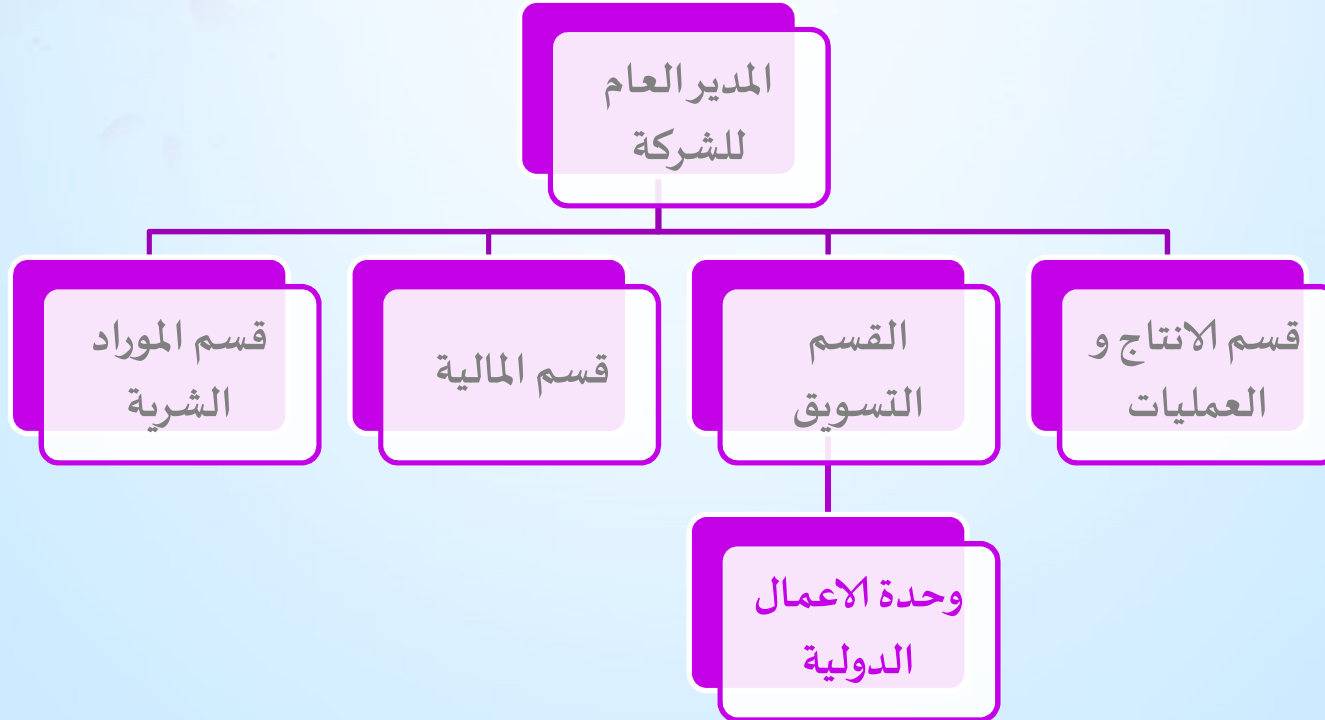 المدير العام
للشركة
قسم الانتاج و
العمليات
القسم
التسويق
قسم المالية
قسم الموراد
الشرية
وحدة الاعمال
الدولية